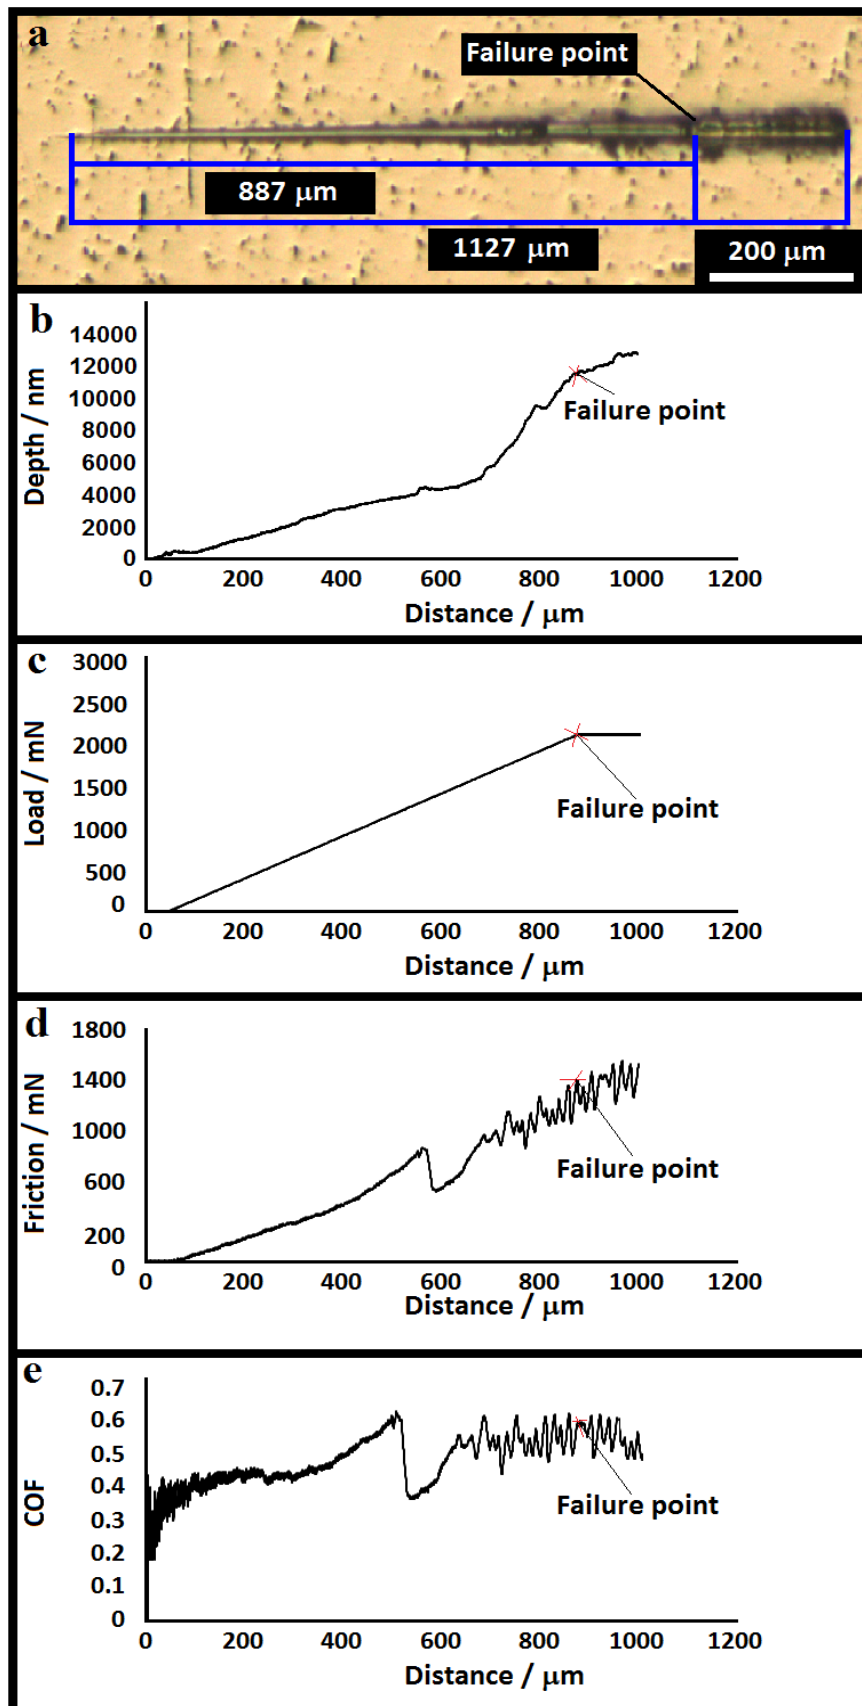 a
Failure point
887 μm
1127 μm
200 μm
b
14000
12000
10000
8000
6000
4000
2000
0
Depth / nm
Failure point
0 200 400 600 800 1000 1200
Distance / μm
c
3000
2500
2000
1500
1000
500
0
Load / mN
Failure point
0 200 400 600 800 1000 1200
Distance / μm
d
1800
1400
1000
600
200
0
Friction / mN
Failure point
0 200 400 600 800 1000 1200
Distance / μm
e
0.7
0.6
0.5
0.4
0.3
0.2
0.1
0
COF
Failure point
0 200 400 600 800 1000 1200
Distance / μm